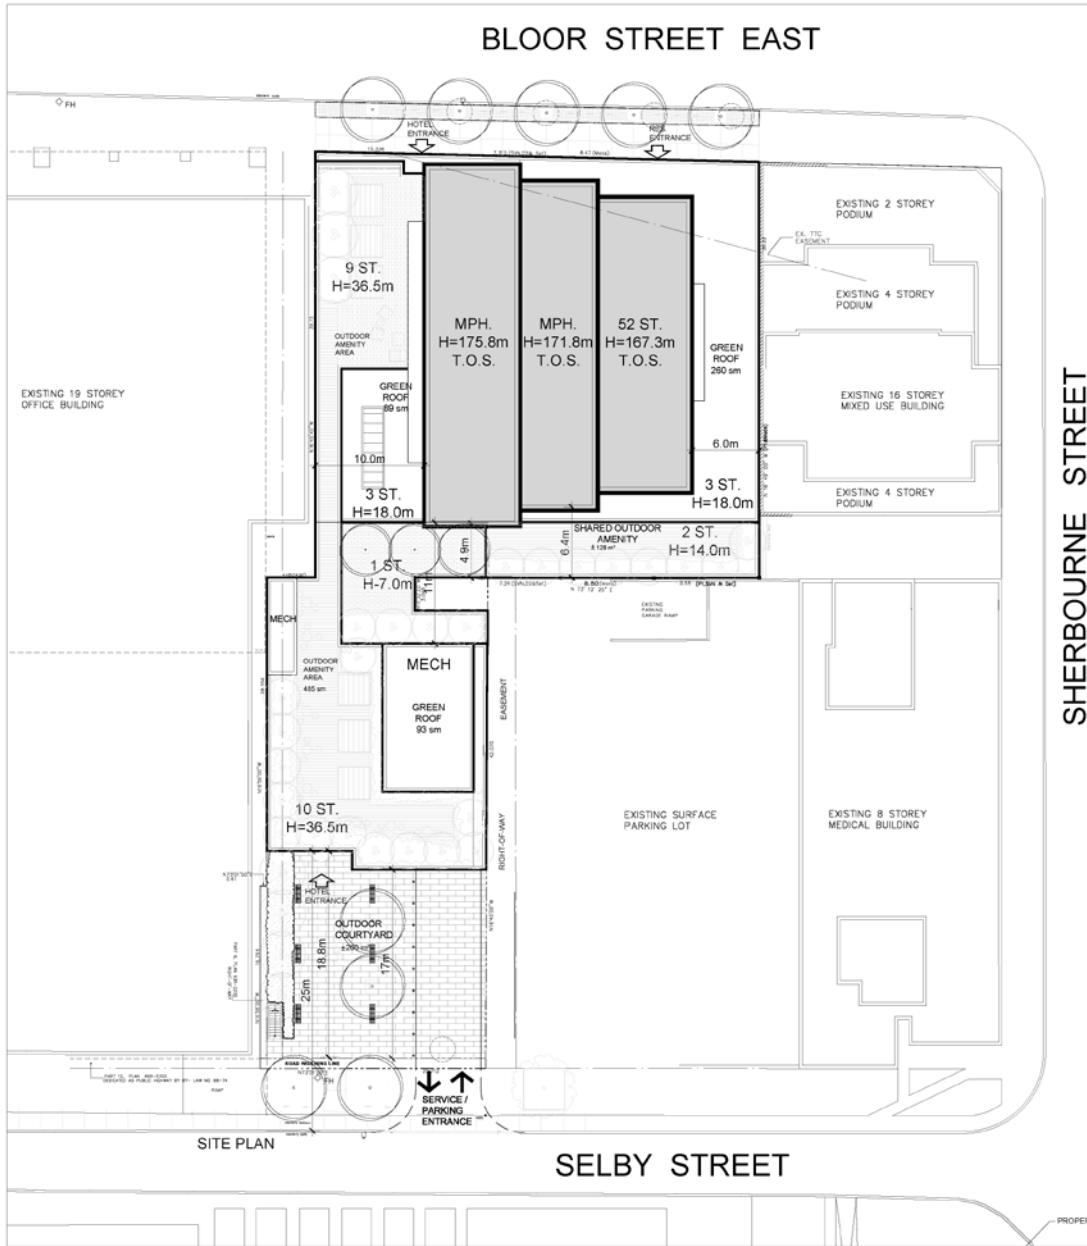 BLOOR STREET EAST
FH
HOTEL
ENTRANCE
RES.
ENTRANCE
EXISTING 2 STOREY
PODIUM
EX. TTC
EASEMENT
9 ST.
H=36.5m
EXISTING 4 STOREY
PODIUM
MPH.
H=175.8m
T.O.S.
MPH.
H=171.8m
T.O.S.
52 ST.
H=167.3m
T.O.S.
OUTDOOR
AMENITY
AREA
GREEN
ROOF
260 sm
EXISTING 19 STOREY
OFFICE BUILDING
GREEN
ROOF
89 sm
EXISTING 16 STOREY
MIXED USE BUILDING
SHERBOURNE STREET
10.0m
6.0m
3 ST.
H=18.0m
3 ST.
H=18.0m
EXISTING 4 STOREY
PODIUM
SHARED OUTDOOR
AMENITY
2 ST.
H=14.0m
4.9m
6.4m
1 ST.
H-7.0m
11m
EXISTING
PARKING
GARAGE RAMP
MECH
OUTDOOR
AMENITY
AREA
485 sm
MECH
GREEN
ROOF
93 sm
EASEMENT
RIGHT-OF-WAY
10 ST.
H=36.5m
EXISTING SURFACE
PARKING LOT
EXISTING 8 STOREY
MEDICAL BUILDING
HOTEL
ENTRANCE
OUTDOOR
COURTYARD
18.8m
17m
25m
ROAD WIDENING LINE
FH
RAMP
SERVICE /
PARKING
ENTRANCE
SITE PLAN
SELBY STREET